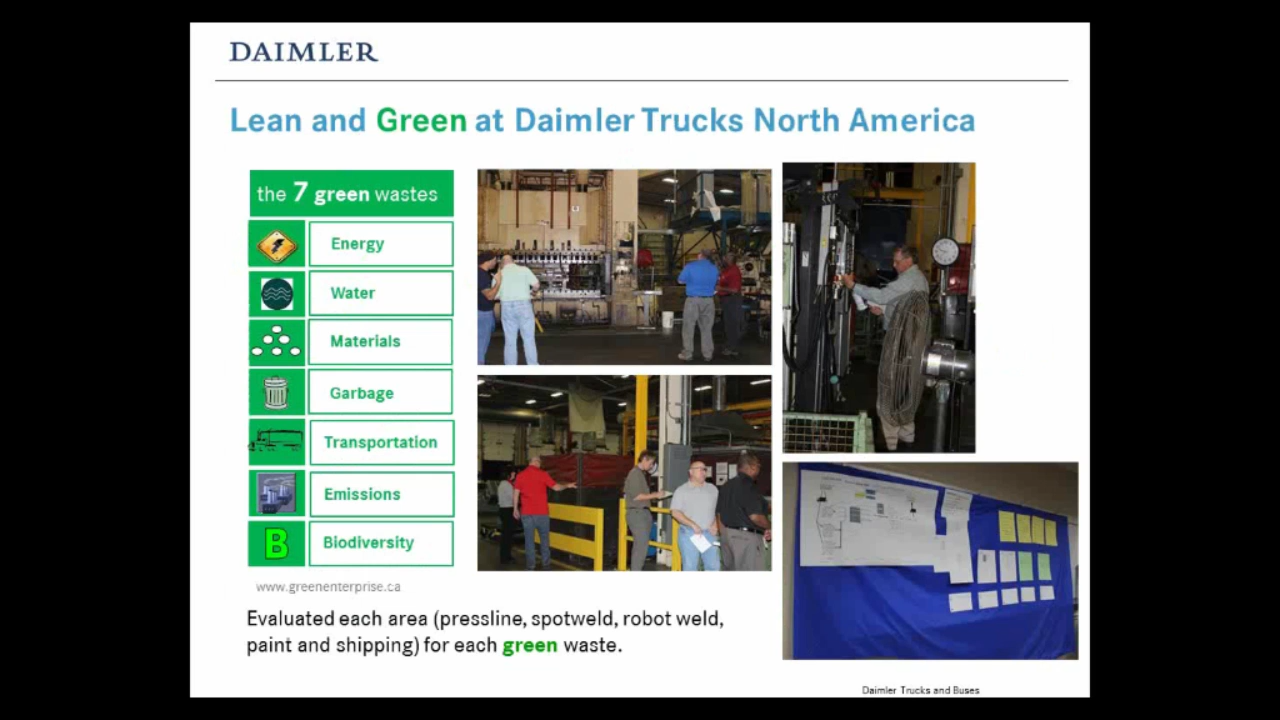 DAIMLER
Lean and Green at Daimler Trucks North America
the 7 green wastes
Energy
Water
Materials
Garbage
Transportation
Emissions
B
Biodiversity
www.greenenterprise.ca
Evaluated each area (pressline, spotweld, robot weld,
paint and shipping) for each green waste.
Daimler Trucks and Buses